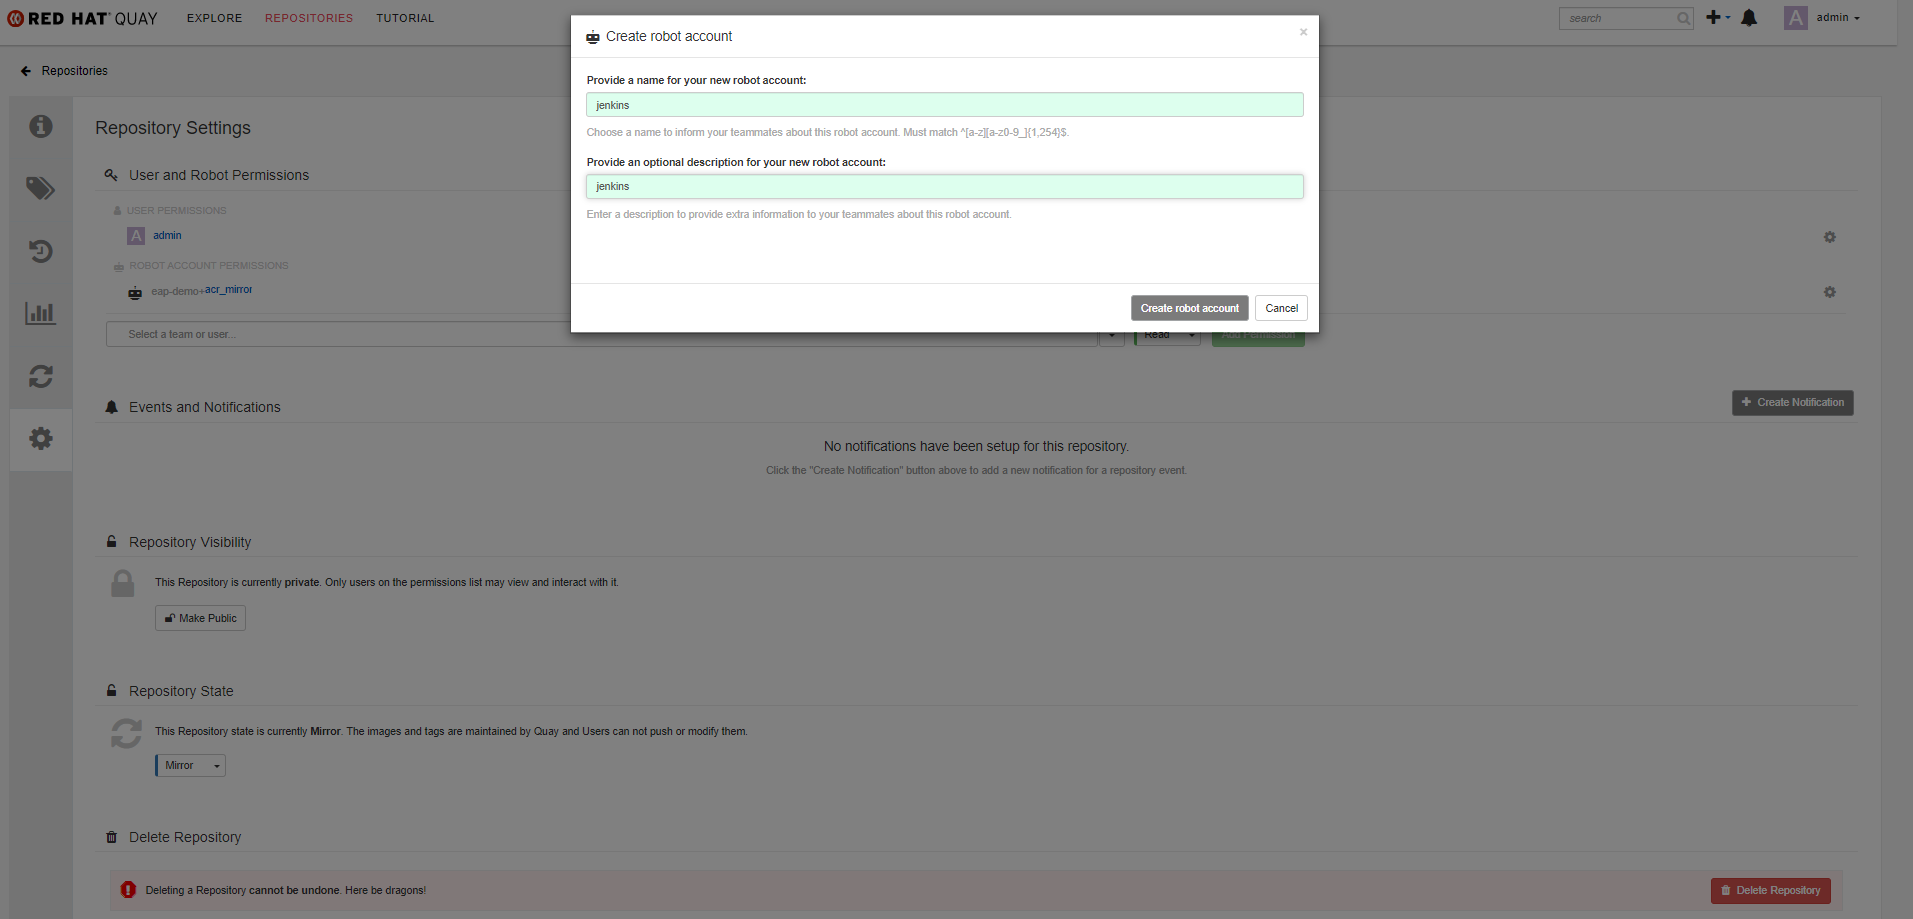 RED HAT QUAY EXPLORE REPOSITORIES TUTORIAL search A admin
Create robot account ×
Provide a name for your new robot account:
jenkins
Choose a name to inform your teammates about this robot account. Must match ^[a-z][a-z0-9_]{1,254}$.
Provide an optional description for your new robot account:
jenkins
Enter a description to provide extra information to your teammates about this robot account.
Create robot account Cancel
Repositories
Repository Settings
User and Robot Permissions
USER PERMISSIONS
A admin
ROBOT ACCOUNT PERMISSIONS
eap-demo+acr_mirror
Select a team or user... Read Add Permission
Events and Notifications Create Notification
No notifications have been setup for this repository.
Click the "Create Notification" button above to add a new notification for a repository event.
Repository Visibility
This Repository is currently private. Only users on the permissions list may view and interact with it.
Make Public
Repository State
This Repository state is currently Mirror. The images and tags are maintained by Quay and Users can not push or modify them.
Mirror
Delete Repository
Deleting a Repository cannot be undone. Here be dragons! Delete Repository